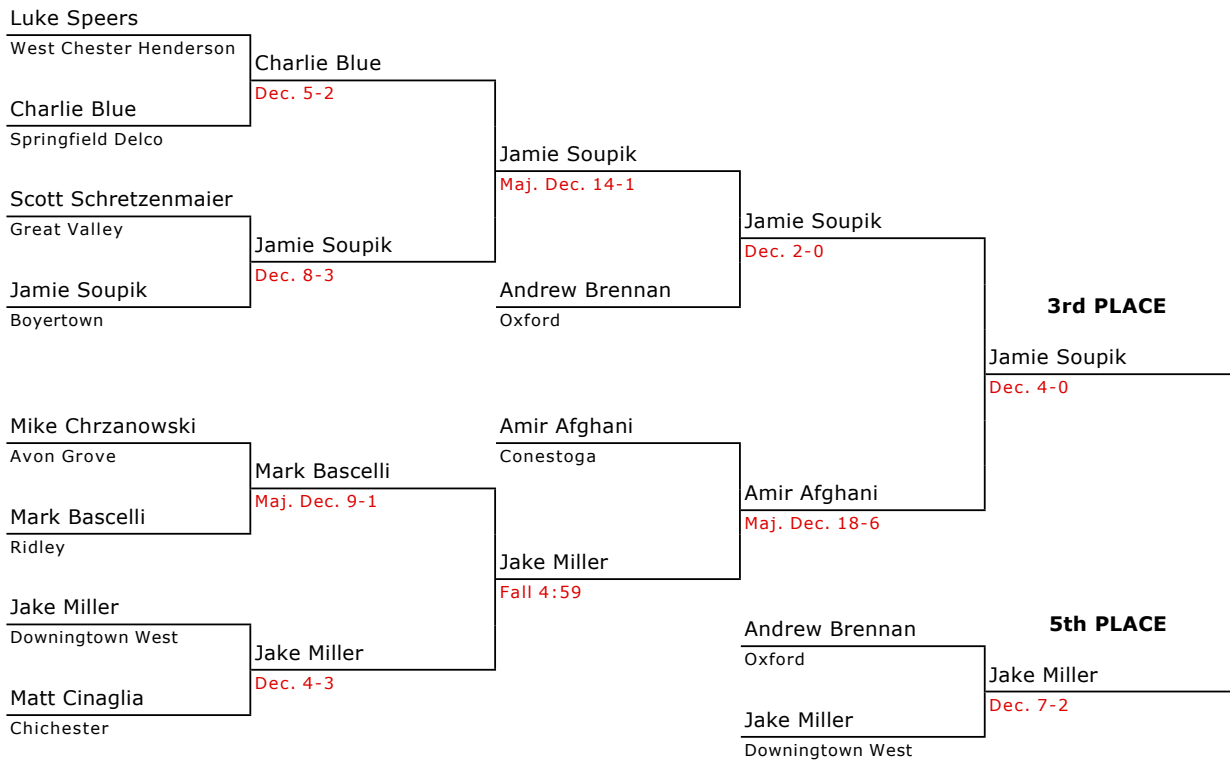 Luke Speers
West Chester Henderson
Charlie Blue
Dec. 5-2
Charlie Blue
Springfield Delco
Jamie Soupik
Maj. Dec. 14-1
Scott Schretzenmaier
Great Valley
Jamie Soupik
Dec. 8-3
Jamie Soupik
Dec. 2-0
Jamie Soupik
Boyertown
Andrew Brennan
Oxford
3rd PLACE
Jamie Soupik
Dec. 4-0
Mike Chrzanowski
Avon Grove
Amir Afghani
Conestoga
Mark Bascelli
Maj. Dec. 9-1
Amir Afghani
Maj. Dec. 18-6
Mark Bascelli
Ridley
Jake Miller
Fall 4:59
Jake Miller
Downingtown West
Jake Miller
Dec. 4-3
Matt Cinaglia
Chichester
5th PLACE
Andrew Brennan
Oxford
Jake Miller
Dec. 7-2
Jake Miller
Downingtown West